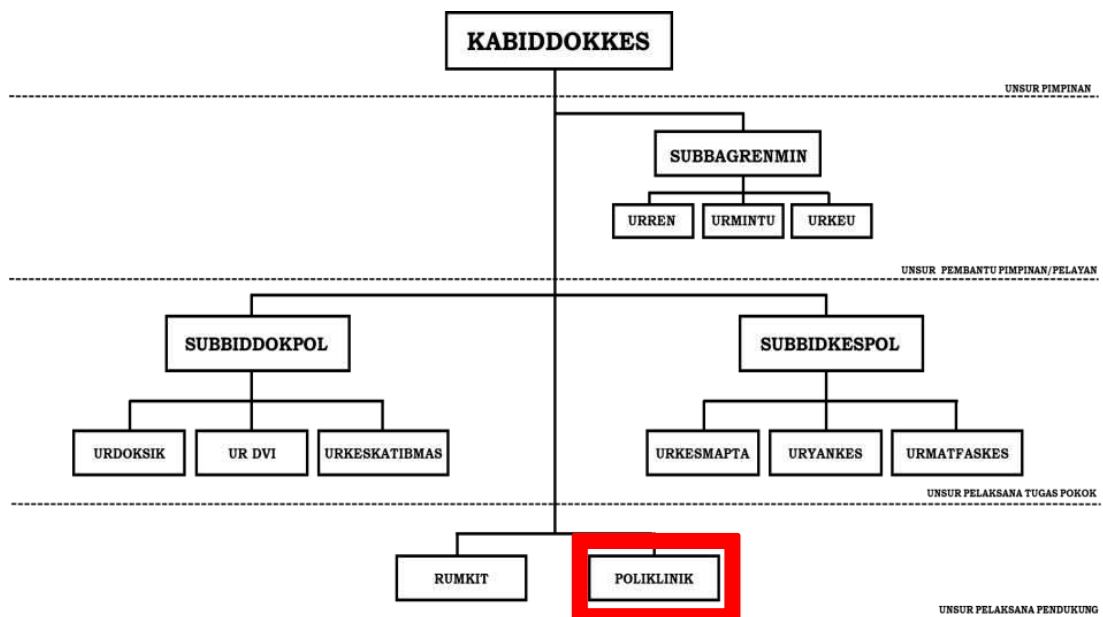 KABIDDOKKES
UNSUR PIMPINAN
SUBBAGRENMIN
URREN URMINTU URKEU
UNSUR PEMBANTU PIMPINAN/PELAYAN
SUBBIDDOKPOL SUBBIDKESPOL
URDOKSIK UR DVI URKESKATIBMAS URKESMAPTA URYANKES URMATFASKES
UNSUR PELAKSANA TUGAS POKOK
RUMKIT POLIKLINIK
UNSUR PELAKSANA PENDUKUNG